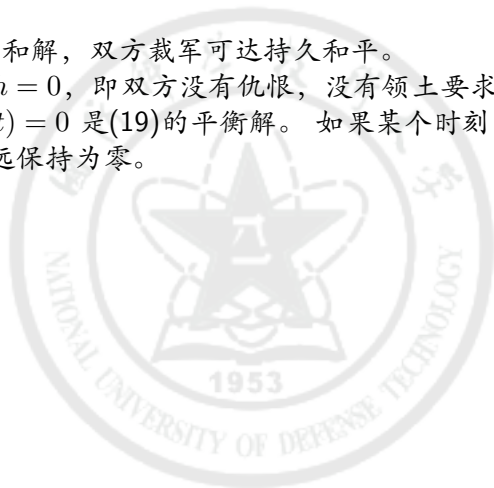 和解，双方裁军可达持久和平。
n = 0，即双方没有仇恨，没有领土要求
t) = 0 是(19)的平衡解。 如果某个时刻
远保持为零。
八一
1953
NATIONAL UNIVERSITY OF DEFENSE TECHNOLOGY